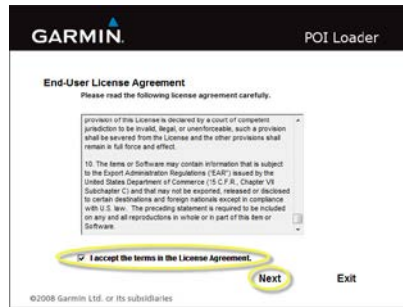 GARMIN.
POI Loader
End-User License Agreement
Please read the following license agreement carefully.
provision of this License is declared by a court of competent
jurisdiction to be invalid, illegal, or unenforceable, such a provision
shall be severed from the License and the other provisions shall
remain in full force and effect.
10. The items or Software may contain information that is subject
to the Export Administration Regulations ("EAR") issued by the
United States Department of Commerce (15 C.F.R., Chapter VII
Subchapter C) and that may not be exported, released or disclosed
to certain destinations and foreign nationals except in compliance
with U.S. law. The preceding statement is required to be included
on any and all reproductions in whole or in part of this item or
Software.
I accept the terms in the License Agreement.
Next
Exit
©2008 Garmin Ltd. or its subsidiaries